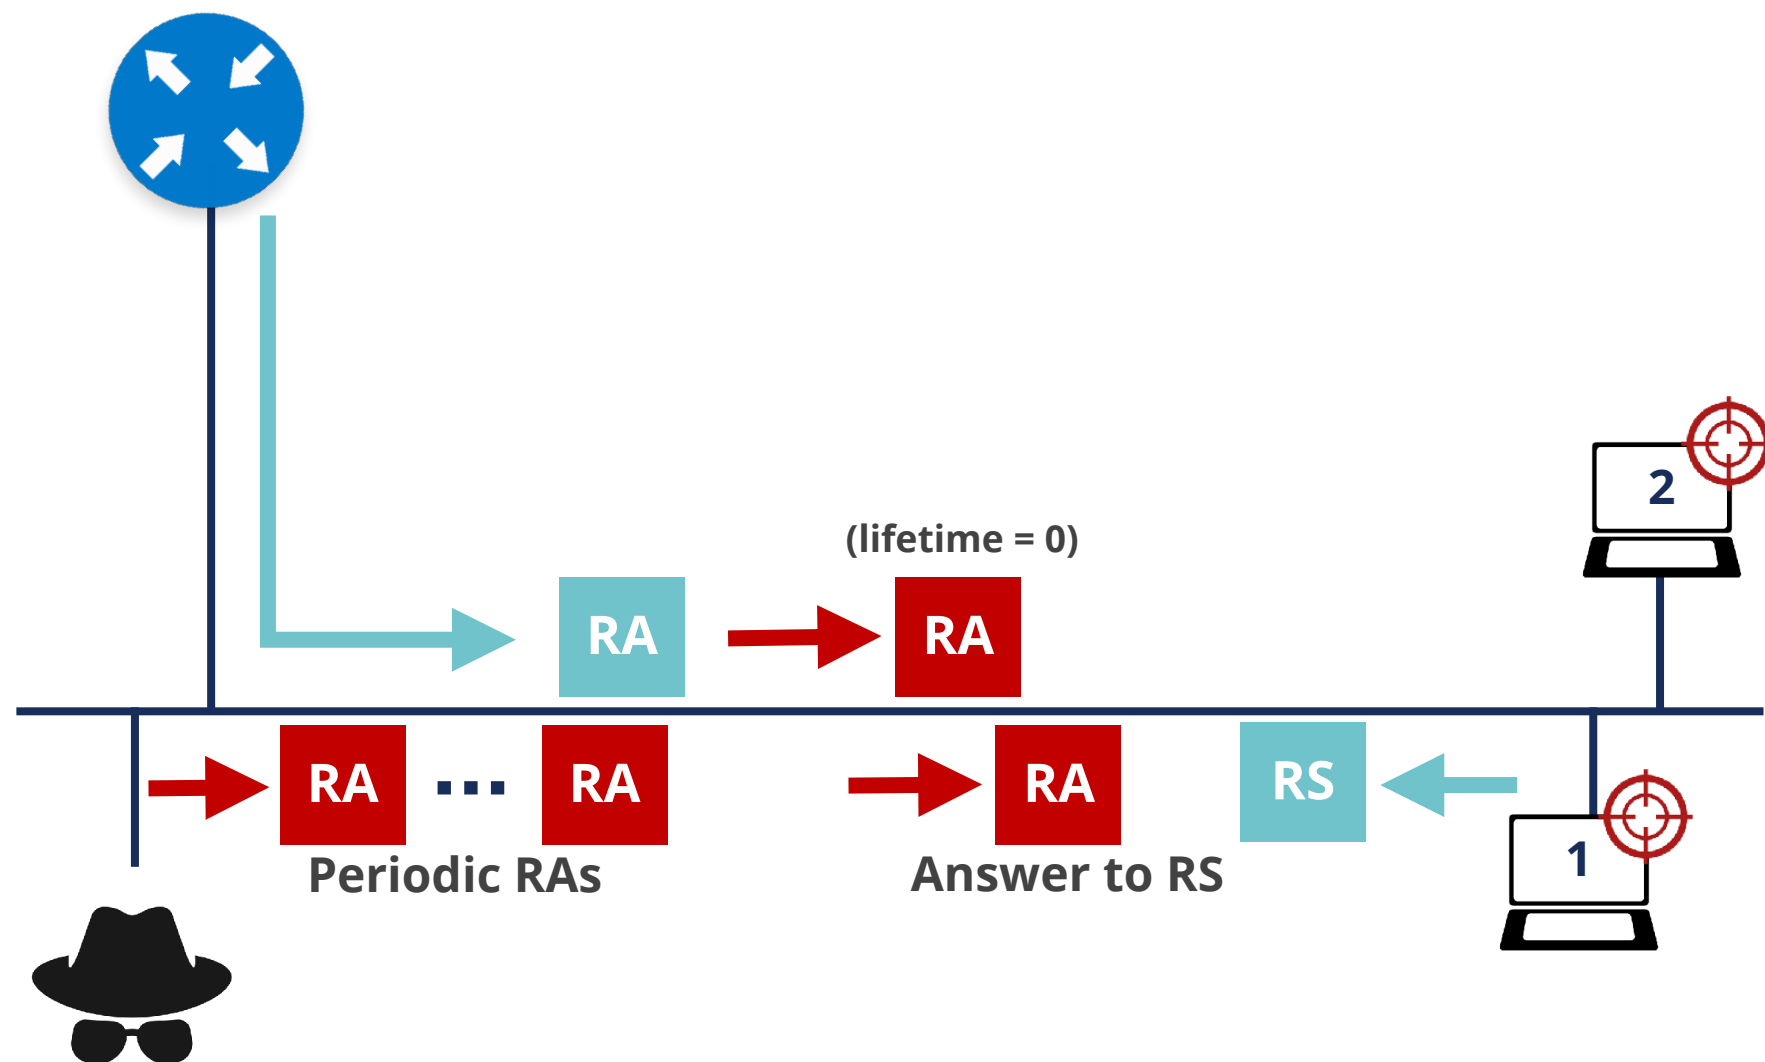 2
(lifetime = 0)
RA
RA
RA
...
RA
RA
RS
1
Periodic RAs
Answer to RS